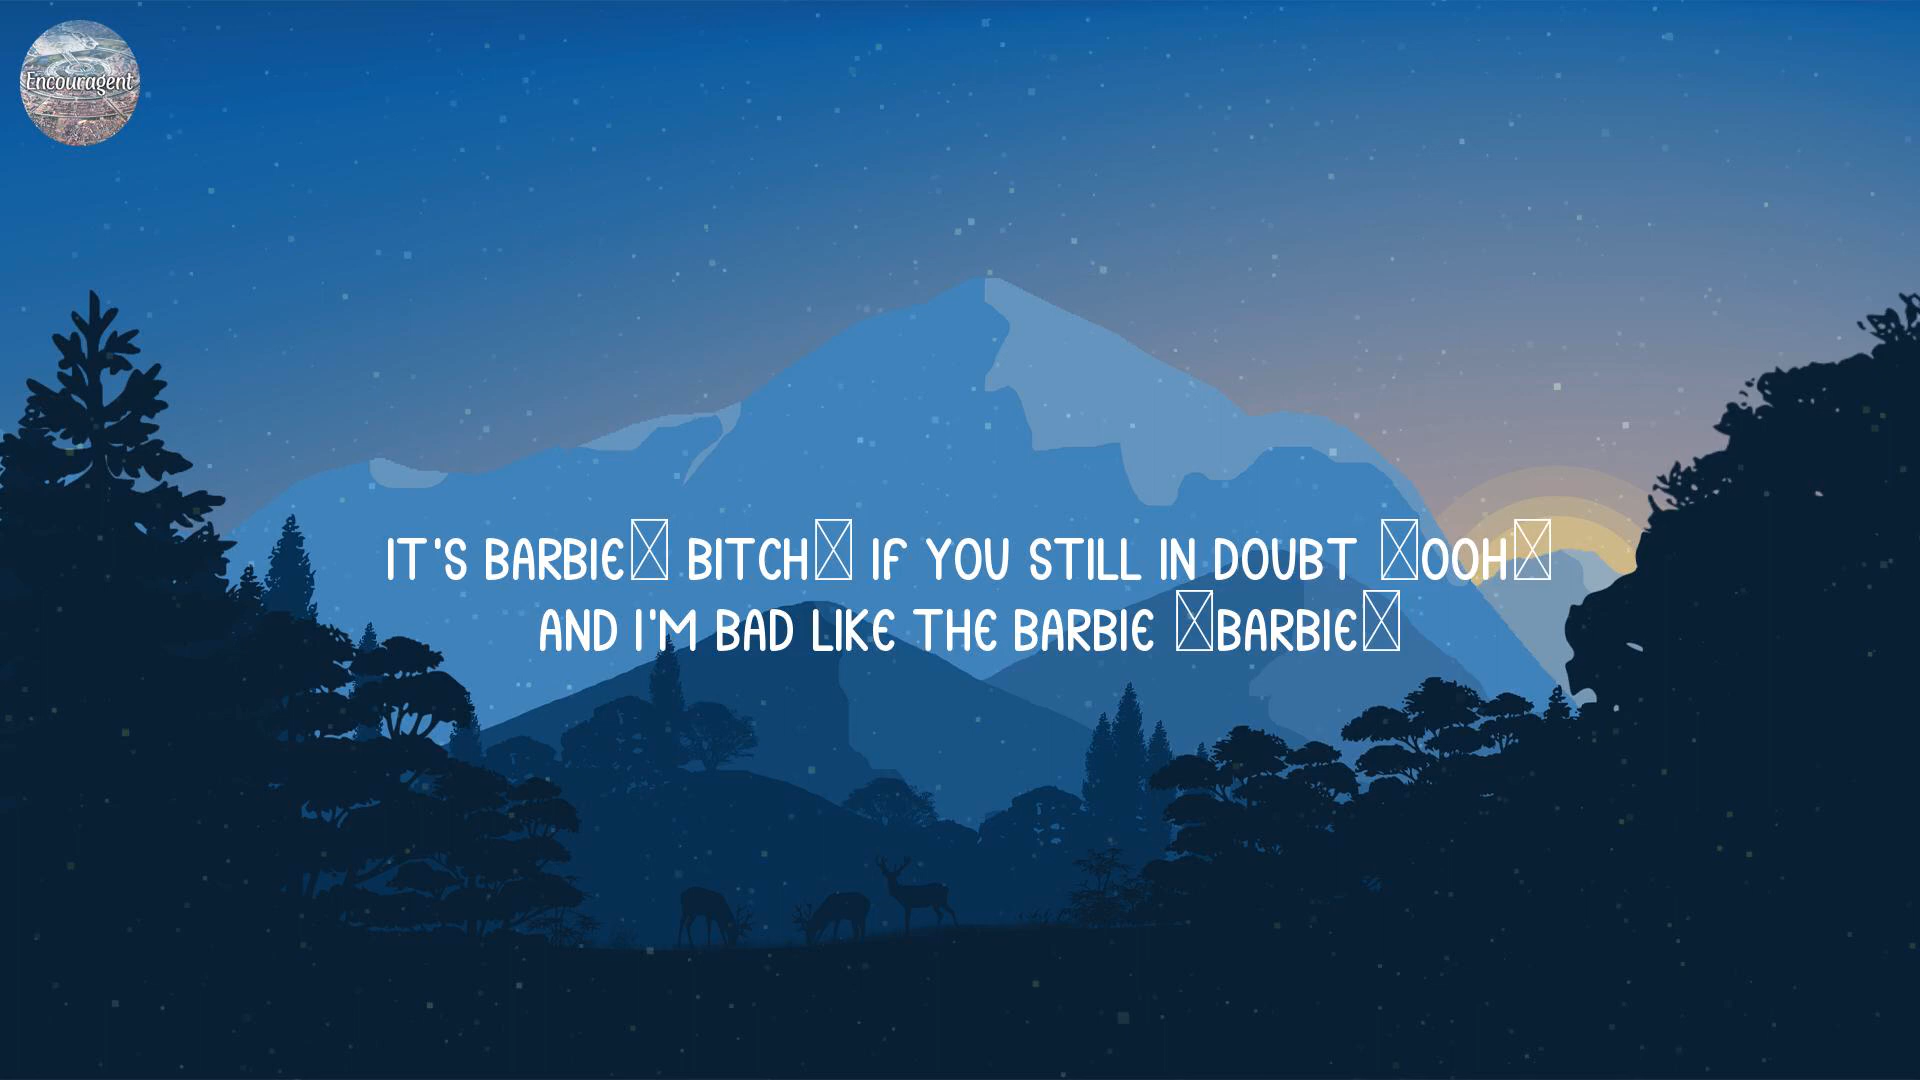 Encouragent
IT'S BARBIE☒ BITCH☒ IF YOU STILL IN DOUBT ☒OOH☒
AND I'M BAD LIKE THE BARBIE ☒BARBIE☒